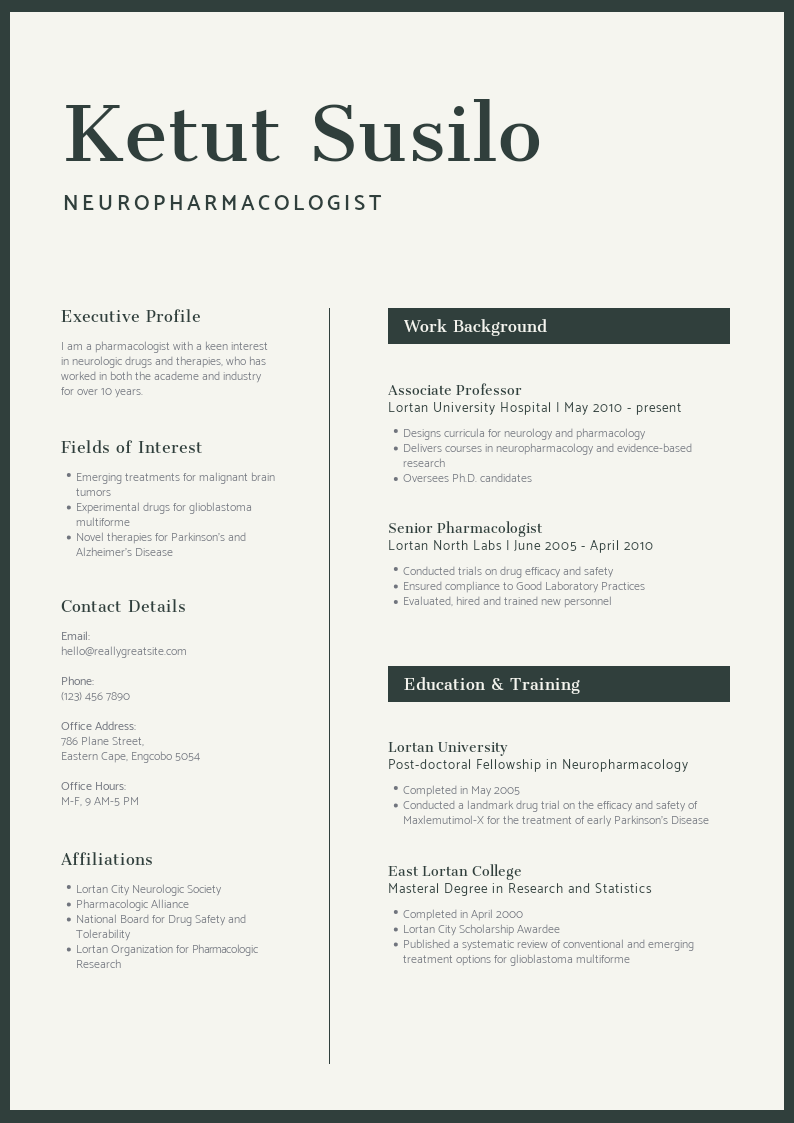 Ketut Susilo
NEUROPHARMACOLOGIST
Executive Profile
I am a pharmacologist with a keen interest
in neurologic drugs and therapies, who has
worked in both the academe and industry
for over 10 years.
Fields of Interest
• Emerging treatments for malignant brain
tumors
• Experimental drugs for glioblastoma
multiforme
• Novel therapies for Parkinson's and
Alzheimer's Disease
Contact Details
Email:
hello@reallygreatsite.com
Phone:
(123) 456 7890
Office Address:
786 Plane Street,
Eastern Cape, Engcobo 5054
Office Hours:
M-F, 9 AM-5 PM
Affiliations
• Lortan City Neurologic Society
• Pharmacologic Alliance
• National Board for Drug Safety and
Tolerability
• Lortan Organization for Phamacologic
Research
Work Background
Associate Professor
Lortan University Hospital | May 2010 - present
• Designs curricula for neurology and pharmacology
• Delivers courses in neuropharmacology and evidence-based
research
• Oversees Ph.D. candidates
Senior Pharmacologist
Lortan North Labs | June 2005 - April 2010
• Conducted trials on drug efficacy and safety
• Ensured compliance to Good Laboratory Practices
• Evaluated, hired and trained new personnel
Education & Training
Lortan University
Post-doctoral Fellowship in Neuropharmacology
• Completed in May 2005
• Conducted a landmark drug trial on the efficacy and safety of
Maxlemutimol-X for the treatment of early Parkinson's Disease
East Lortan College
Masteral Degree in Research and Statistics
• Completed in April 2000
• Lortan City Scholarship Awardee
• Published a systematic review of conventional and emerging
treatment options for glioblastoma multiforme